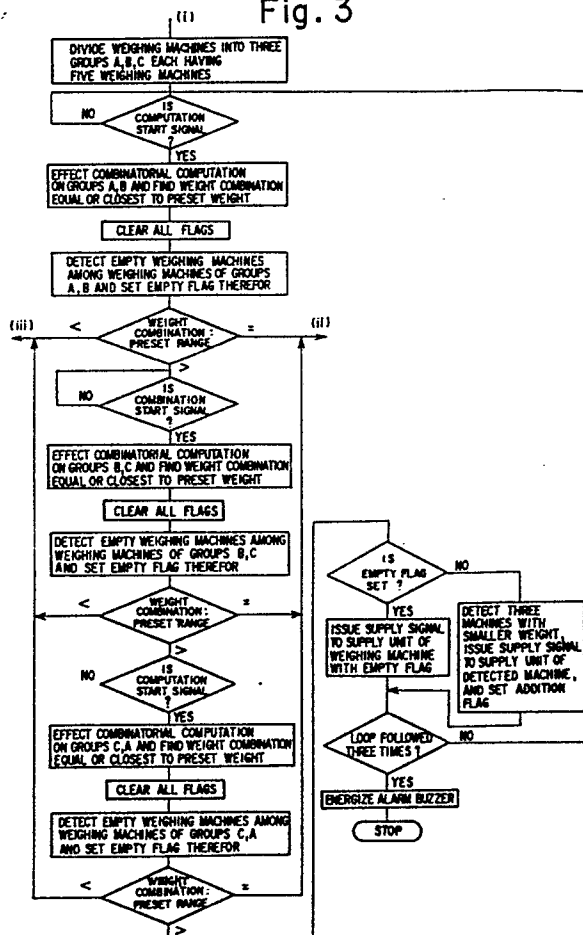 Fig. 3
(i)
DIVIDE WEIGHING MACHINES INTO THREE
GROUPS A,B,C EACH HAVING
FIVE WEIGHING MACHINES
NO
IS
COMPUTATION
START SIGNAL
?
YES
EFFECT COMBINATORIAL COMPUTATION
ON GROUPS A,B AND FIND WEIGHT COMBINATION
EQUAL OR CLOSEST TO PRESET WEIGHT
CLEAR ALL FLAGS
DETECT EMPTY WEIGHING MACHINES
AMONG WEIGHING MACHINES OF GROUPS
A,B AND SET EMPTY FLAG THEREFOR
(iii)
<
WEIGHT
COMBINATION:
PRESET RANGE
=
(ii)
>
NO
IS
COMBINATION
START SIGNAL
?
YES
EFFECT COMBINATORIAL COMPUTATION
ON GROUPS B,C AND FIND WEIGHT COMBINATION
EQUAL OR CLOSEST TO PRESET WEIGHT
CLEAR ALL FLAGS
DETECT EMPTY WEIGHING MACHINES AMONG
WEIGHING MACHINES OF GROUPS B,C
AND SET EMPTY FLAG THEREFOR
<
WEIGHT
COMBINATION:
PRESET RANGE
=
>
NO
IS
COMPUTATION
START SIGNAL
?
YES
EFFECT COMBINATORIAL COMPUTATION
ON GROUPS C,A AND FIND WEIGHT COMBINATION
EQUAL OR CLOSEST TO PRESET WEIGHT
CLEAR ALL FLAGS
DETECT EMPTY WEIGHING MACHINES AMONG
WEIGHING MACHINES OF GROUPS C,A
AND SET EMPTY FLAG THEREFOR
<
WEIGHT
COMBINATION:
PRESET RANGE
=
>
IS
EMPTY FLAG
SET ?
NO
YES
ISSUE SUPPLY SIGNAL
TO SUPPLY UNIT OF
WEIGHING MACHINE
WITH EMPTY FLAG
DETECT THREE
MACHINES WITH
SMALLER WEIGHT,
ISSUE SUPPLY SIGNAL
TO SUPPLY UNIT OF
DETECTED MACHINE,
AND SET ADDITION
FLAG
LOOP FOLLOWED
THREE TIMES ?
NO
YES
ENERGIZE ALARM BUZZER
STOP